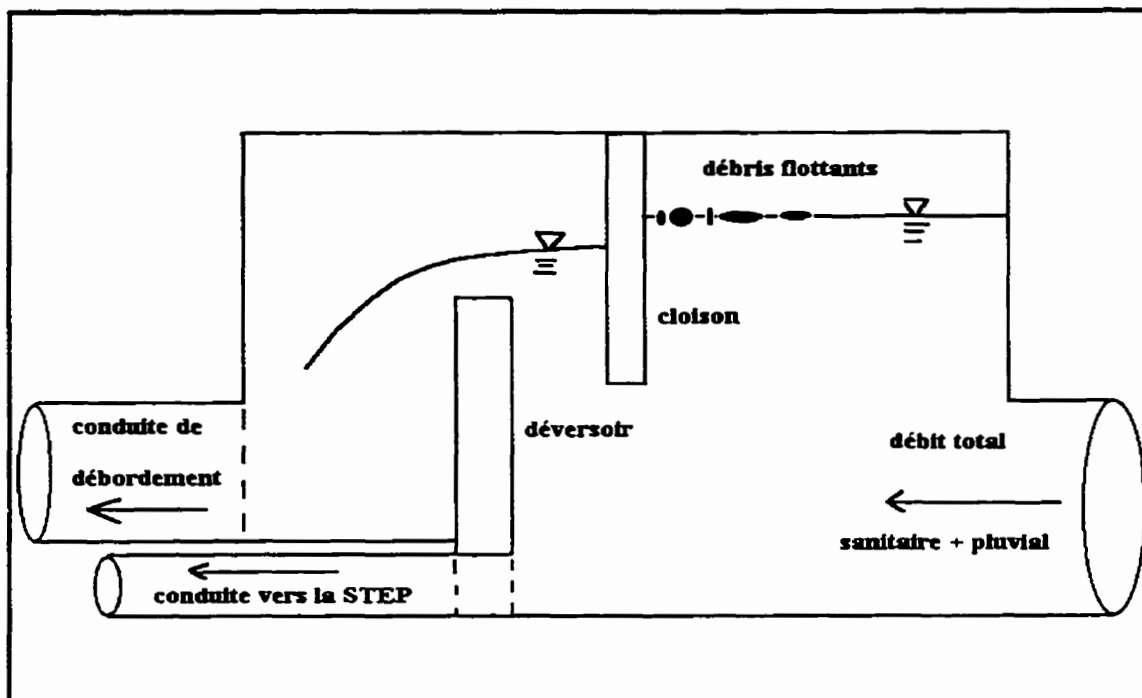 débris flottants
cloison
déversoir
conduite de
débordement
débit total
sanitaire + pluvial
conduite vers la STEP